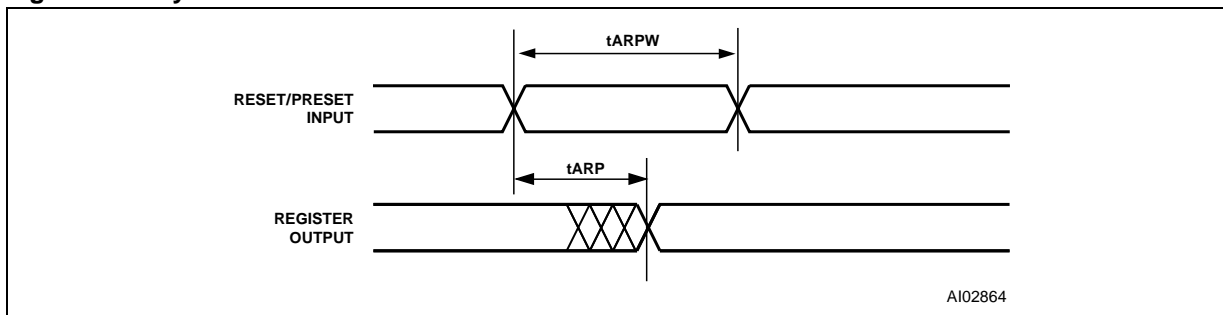 tARPW
RESET/PRESET
INPUT
tARP
REGISTER
OUTPUT
AI02864